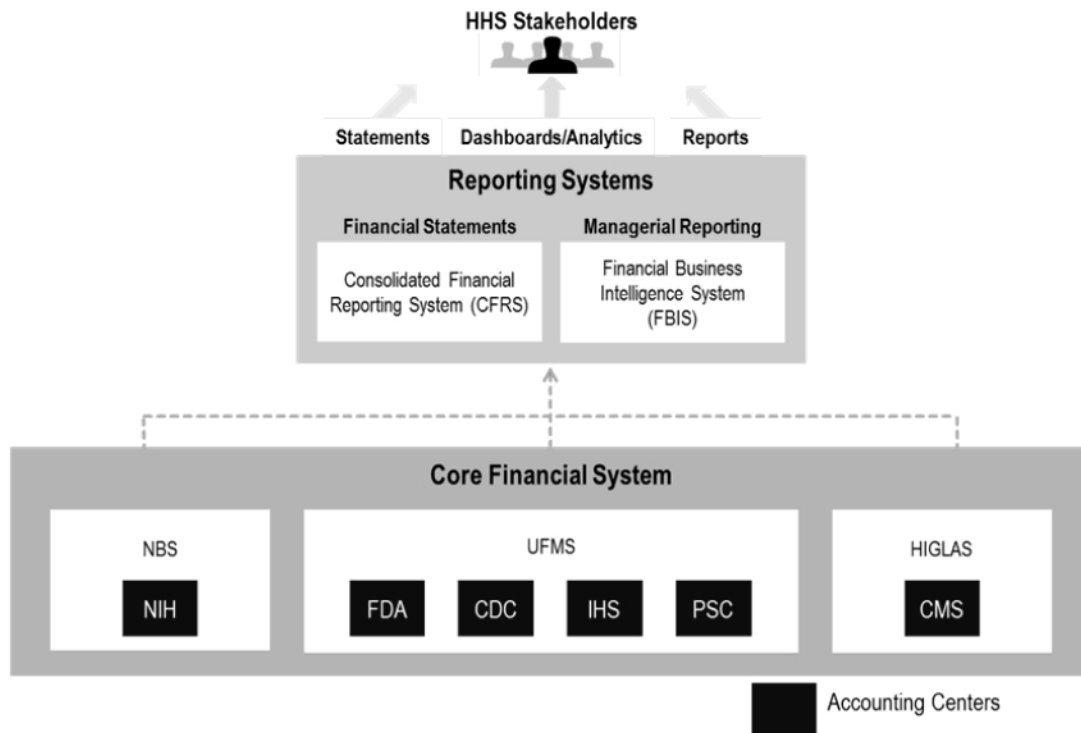 HHS Stakeholders
Statements
Dashboards/Analytics
Reports
Reporting Systems
Financial Statements
Managerial Reporting
Consolidated Financial
Reporting System (CFRS)
Financial Business
Intelligence System
(FBIS)
Core Financial System
NBS
NIH
UFMS
FDA
CDC
IHS
PSC
HIGLAS
CMS
Accounting Centers